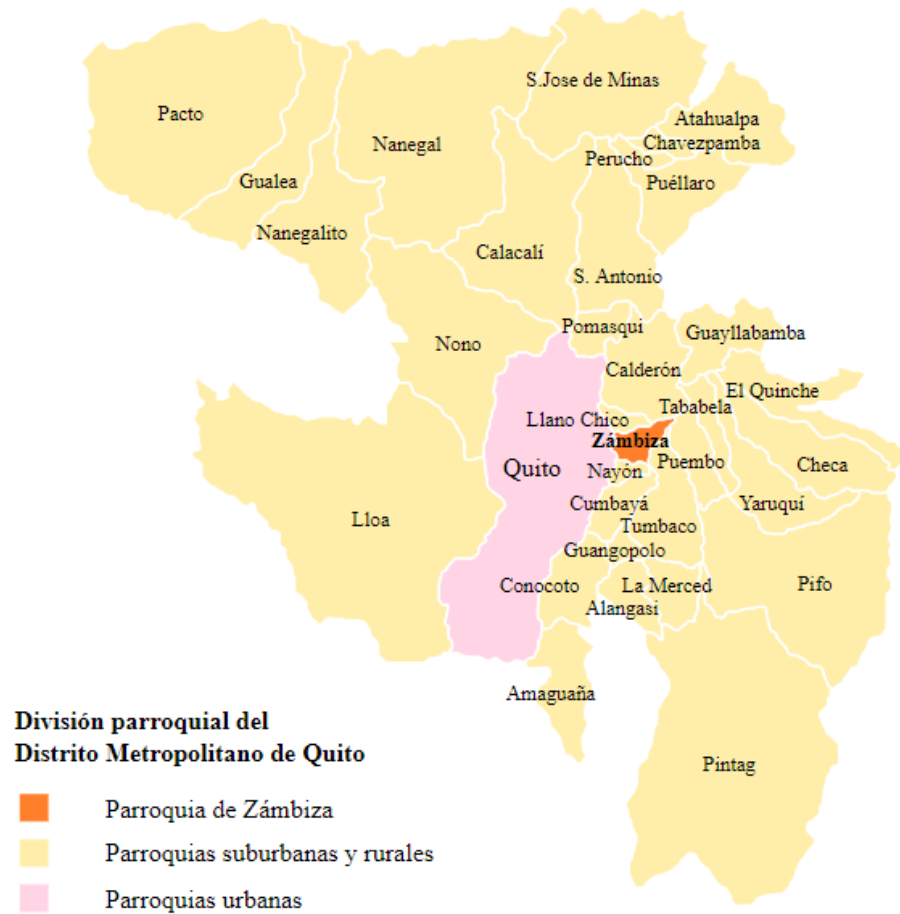 S.Jose de Minas
Pacto
Atahualpa
Nanegal
Chavezpamba
Perucho
Gualea
Puéllaro
Nanegalito
Calacalí
S. Antonio
Pomasqui
Guayllabamba
Nono
Calderón
El Quinche
Tababela
Llano Chico
Zámbiza
Puembo
Checa
Quito
Nayón
Cumbayá
Yaruquí
Lloa
Tumbaco
Guangopolo
Conocoto
La Merced
Pifo
Alangasi
Amaguaña
Pintag
División parroquial del
Distrito Metropolitano de Quito
Parroquia de Zámbiza
Parroquias suburbanas y rurales
Parroquias urbanas